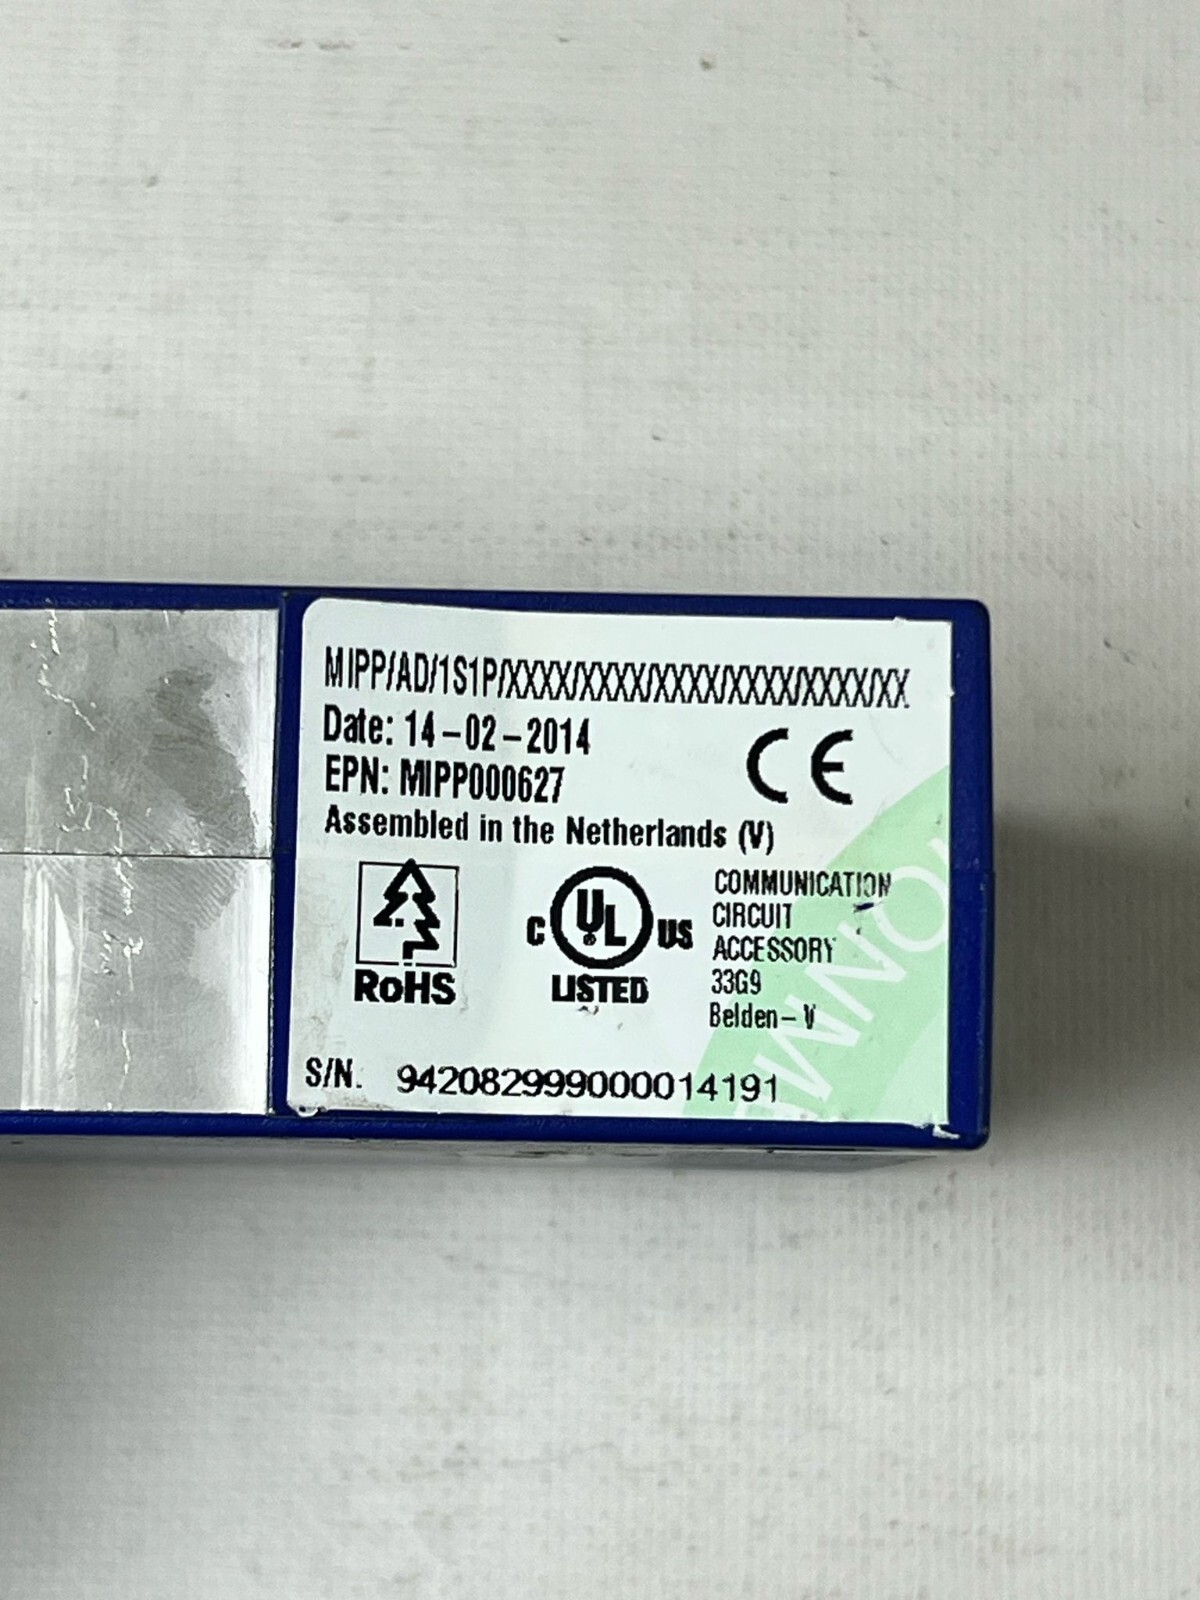 MIPP/AD/1S1P/XXXX/XXXX/XXXX/XXXX/XXXX/XX
Date: 14-02-2014
EPN: MIPP000627
CE
Assembled in the Netherlands (V)
RoHS
C UL US
LISTED
COMMUNICATION
CIRCUIT
ACCESSORY
33G9
Belden-V
S/N. 942082999000014191